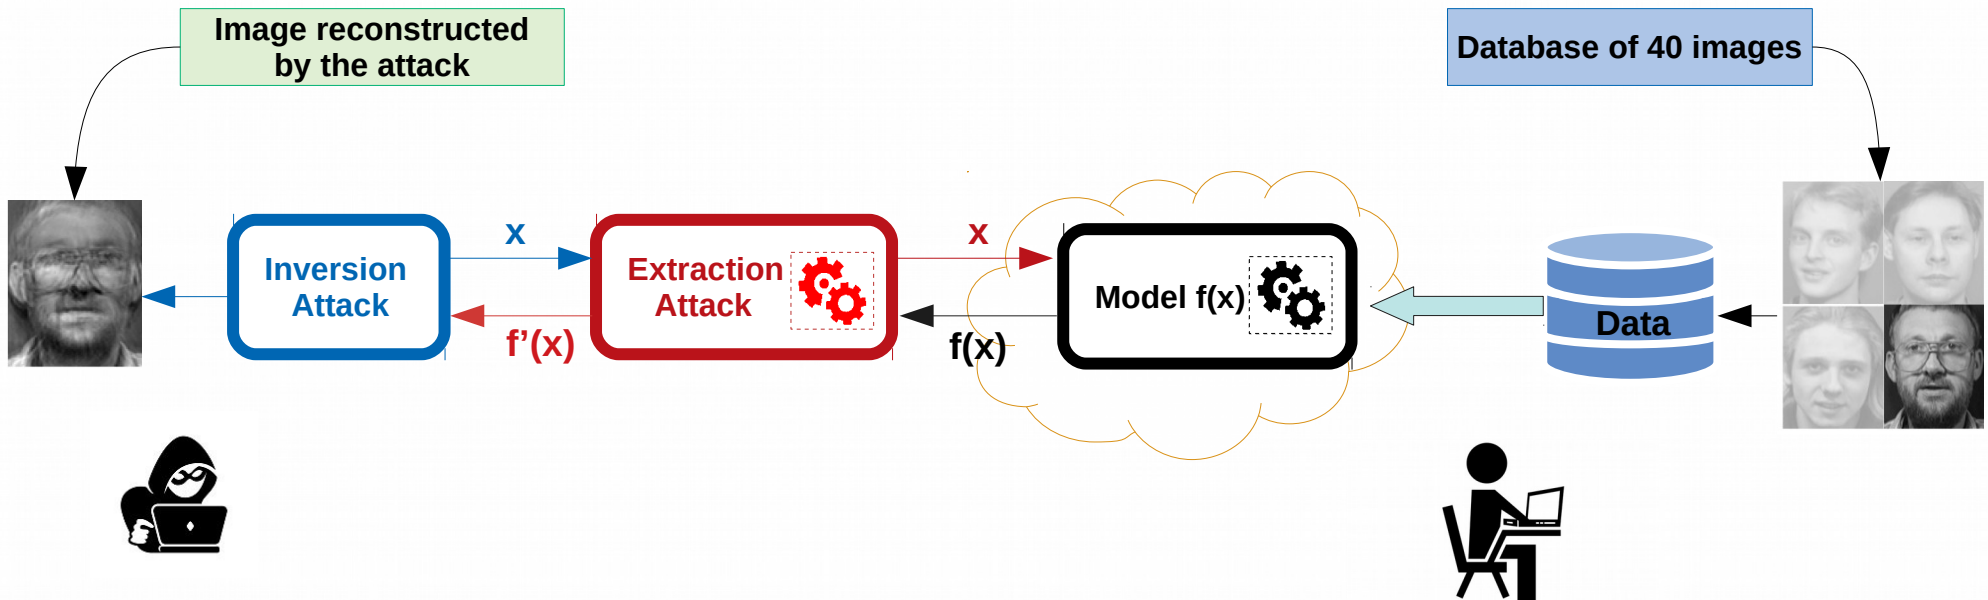 Image reconstructed
by the attack
Database of 40 images
x
x
Inversion
Attack
Extraction
Attack
Model f(x)
Data
f’(x)
f(x)